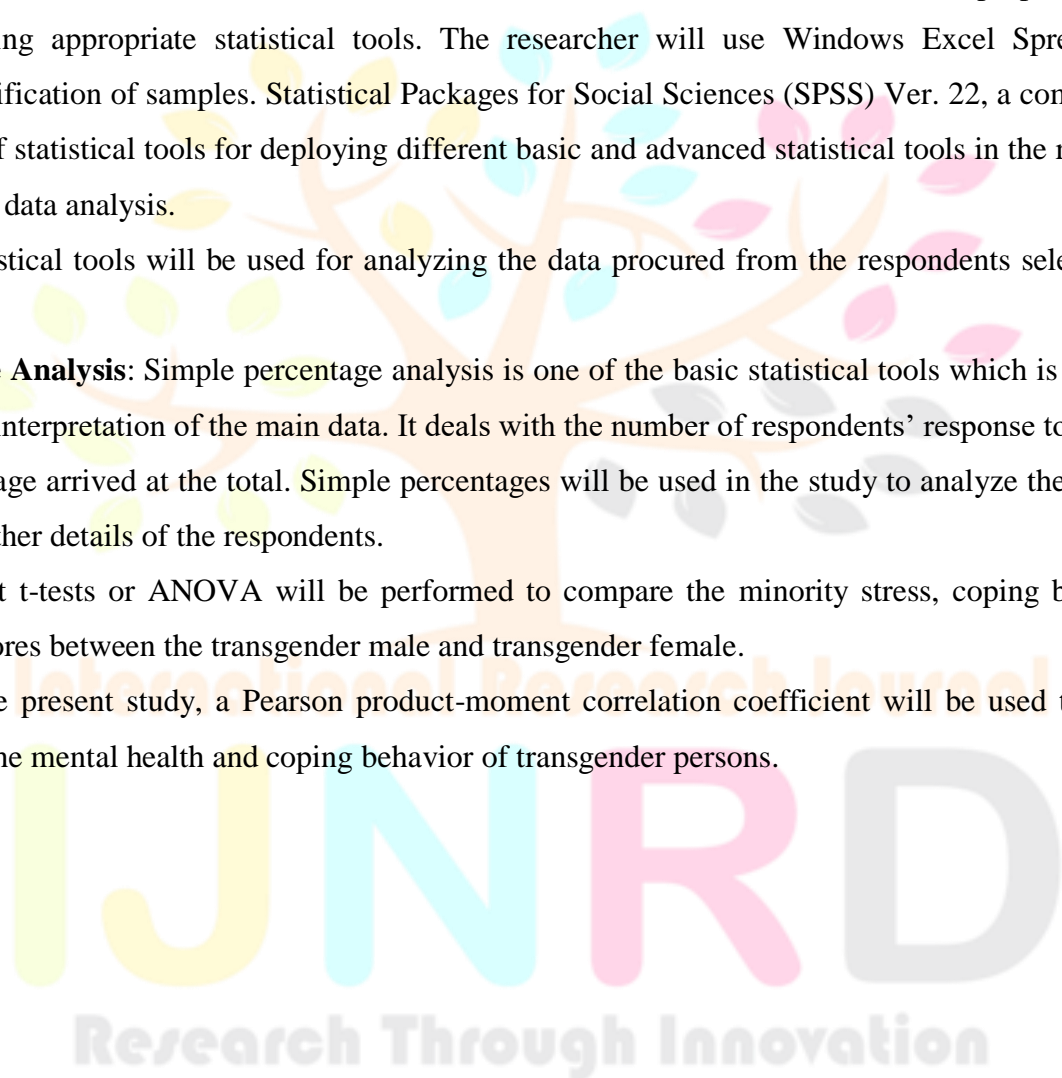 ing appropriate statistical tools. The researcher will use Windows Excel Spre
ification of samples. Statistical Packages for Social Sciences (SPSS) Ver. 22, a con
f statistical tools for deploying different basic and advanced statistical tools in the r
data analysis.
stical tools will be used for analyzing the data procured from the respondents sele
Analysis: Simple percentage analysis is one of the basic statistical tools which is
interpretation of the main data. It deals with the number of respondents’ response to
age arrived at the total. Simple percentages will be used in the study to analyze the
ther details of the respondents.
t t-tests or ANOVA will be performed to compare the minority stress, coping b
ores between the transgender male and transgender female.
e present study, a Pearson product-moment correlation coefficient will be used t
he mental health and coping behavior of transgender persons.
International Research Journal
IJNRD
Research Through Innovation